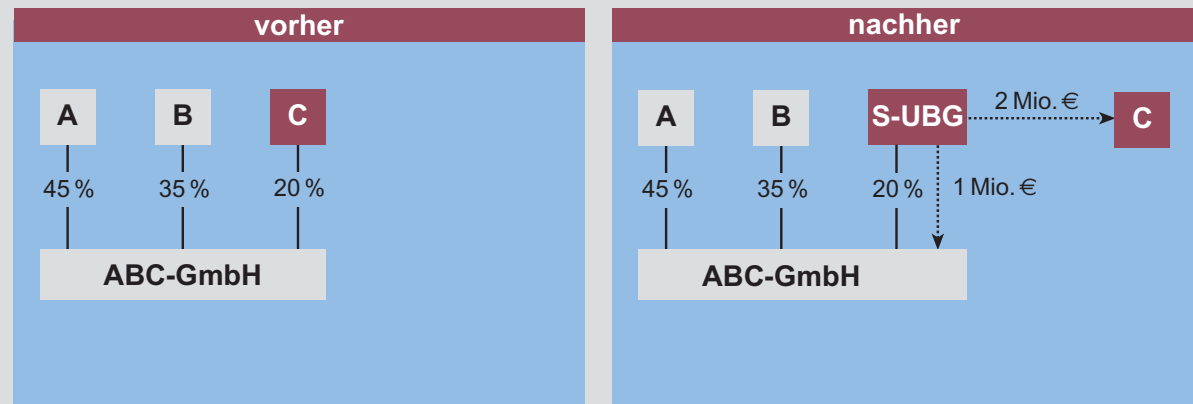 vorher
A
B
C
45 %
35 %
20 %
ABC-GmbH
nachher
A
B
S-UBG
2 Mio. €
C
45 %
35 %
20 %
1 Mio. €
ABC-GmbH